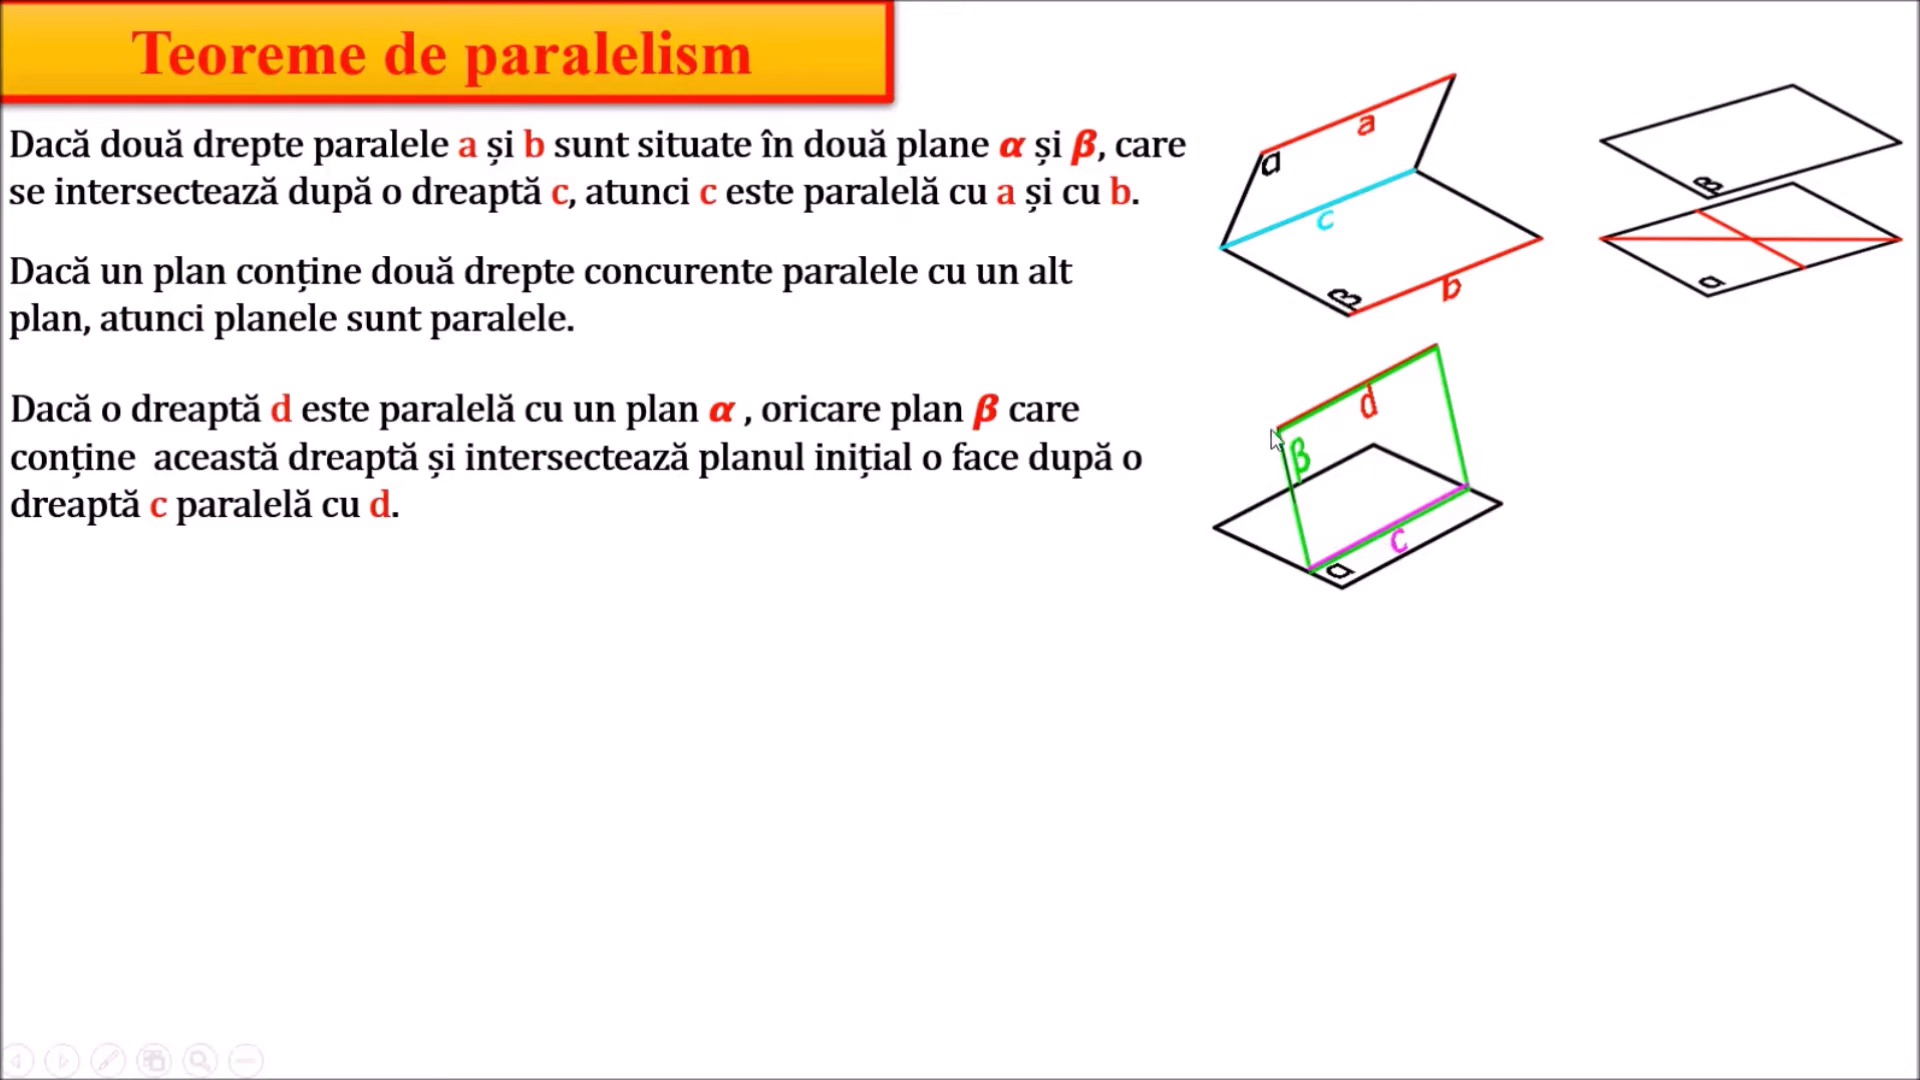 Teoreme de paralelism
Dacă două drepte paralele a și b sunt situate în două plane α și β, care
se intersectează după o dreaptă c, atunci c este paralelă cu a și cu b.
Dacă un plan conține două drepte concurente paralele cu un alt
plan, atunci planele sunt paralele.
Dacă o dreaptă d este paralelă cu un plan α , oricare plan β care
conține  această dreaptă și intersectează planul inițial o face după o
dreaptă c paralelă cu d.
a
α
c
β
b
β
α
d
β
c
α